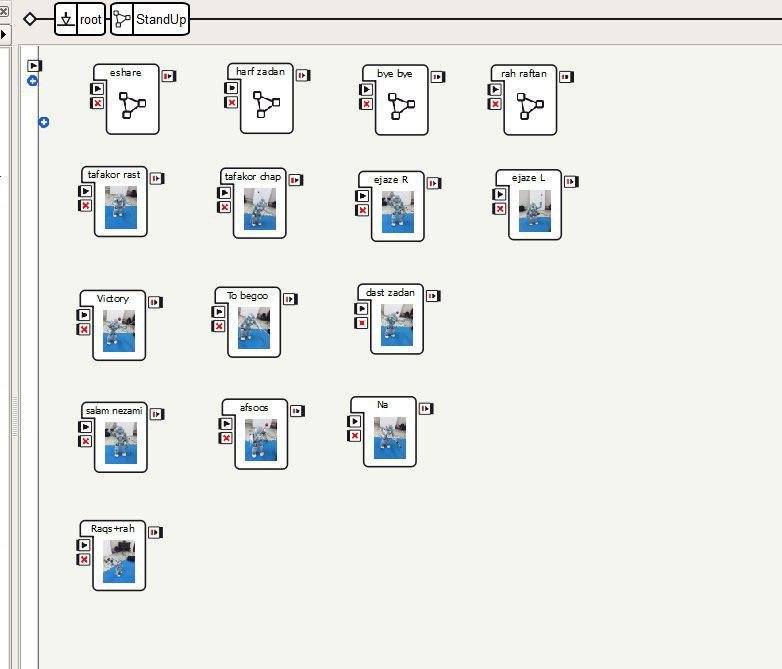 root
StandUp
eshare
harf zadan
bye bye
rah raftan
tafakor rast
tafakor chap
ejaze R
ejaze L
Victory
To begoo
dast zadan
salam nezami
afsoos
Na
Raqs+rah